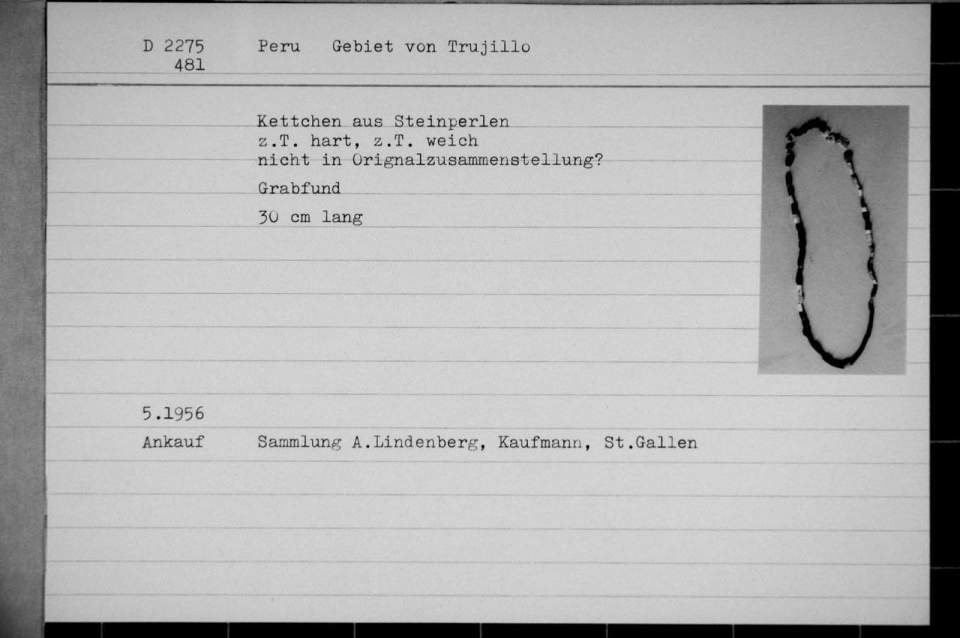 D 2275 Peru Gebiet von Trujillo
481
Kettchen aus Steinperlen
z.T. hart, z.T. weich
nicht in Orignalzusammenstellung?
Grabfund
30 cm lang
5.1956
Ankauf Sammlung A.Lindenberg, Kaufmann, St.Gallen